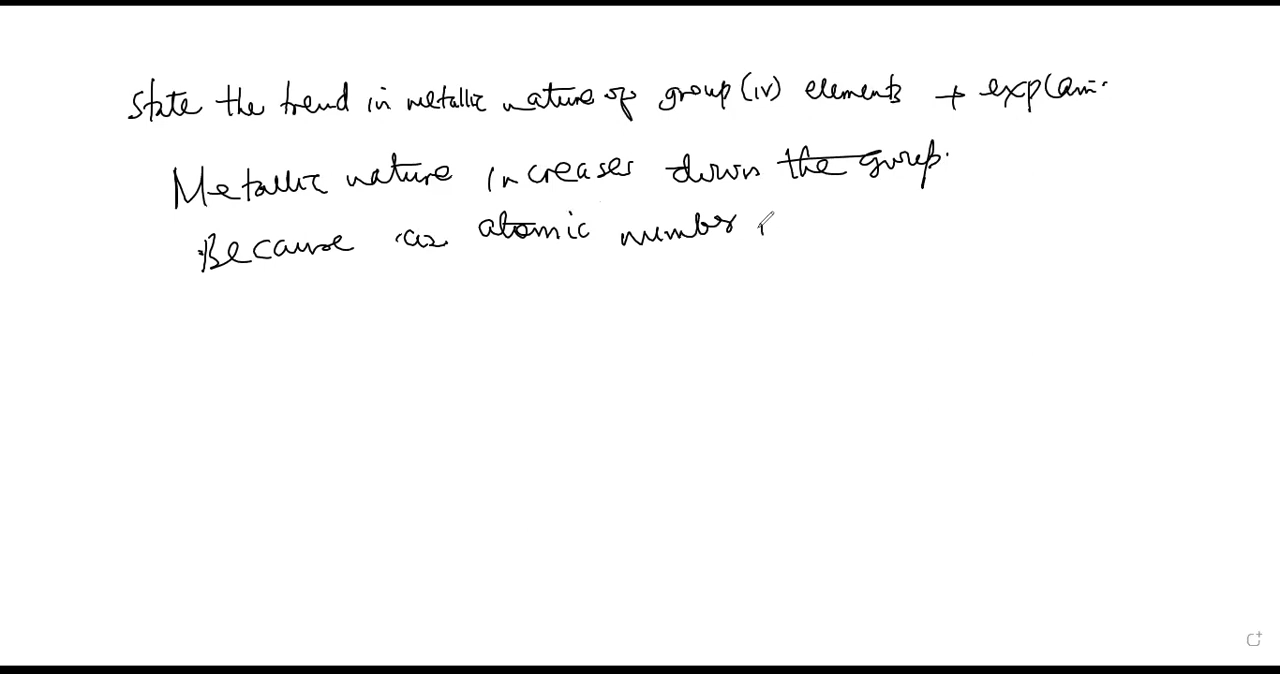 State the trend in metallic nature of group (iv) elements + explain.
Metallic nature increases down the group.
Because as atomic number